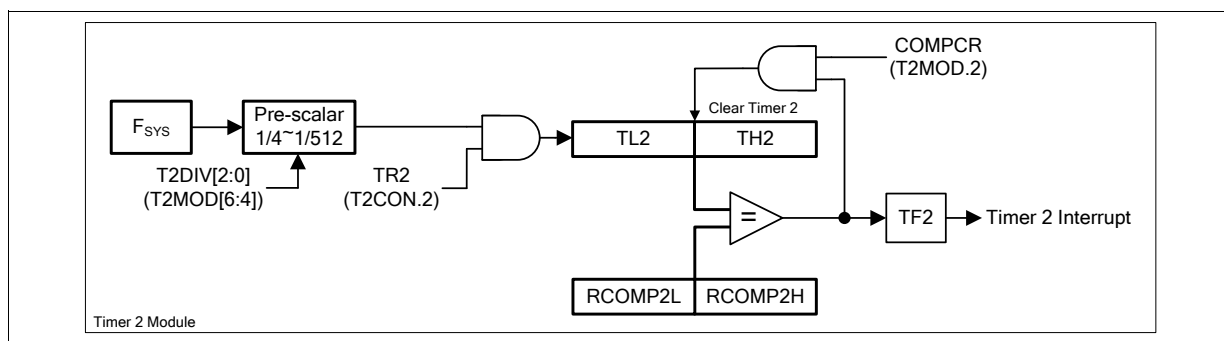 COMPCR
(T2MOD.2)
Clear Timer 2
FSYS
Pre-scalar
1/4~1/512
TL2
TH2
T2DIV[2:0]
(T2MOD[6:4])
TR2
(T2CON.2)
=
TF2
Timer 2 Interrupt
RCOMP2L
RCOMP2H
Timer 2 Module